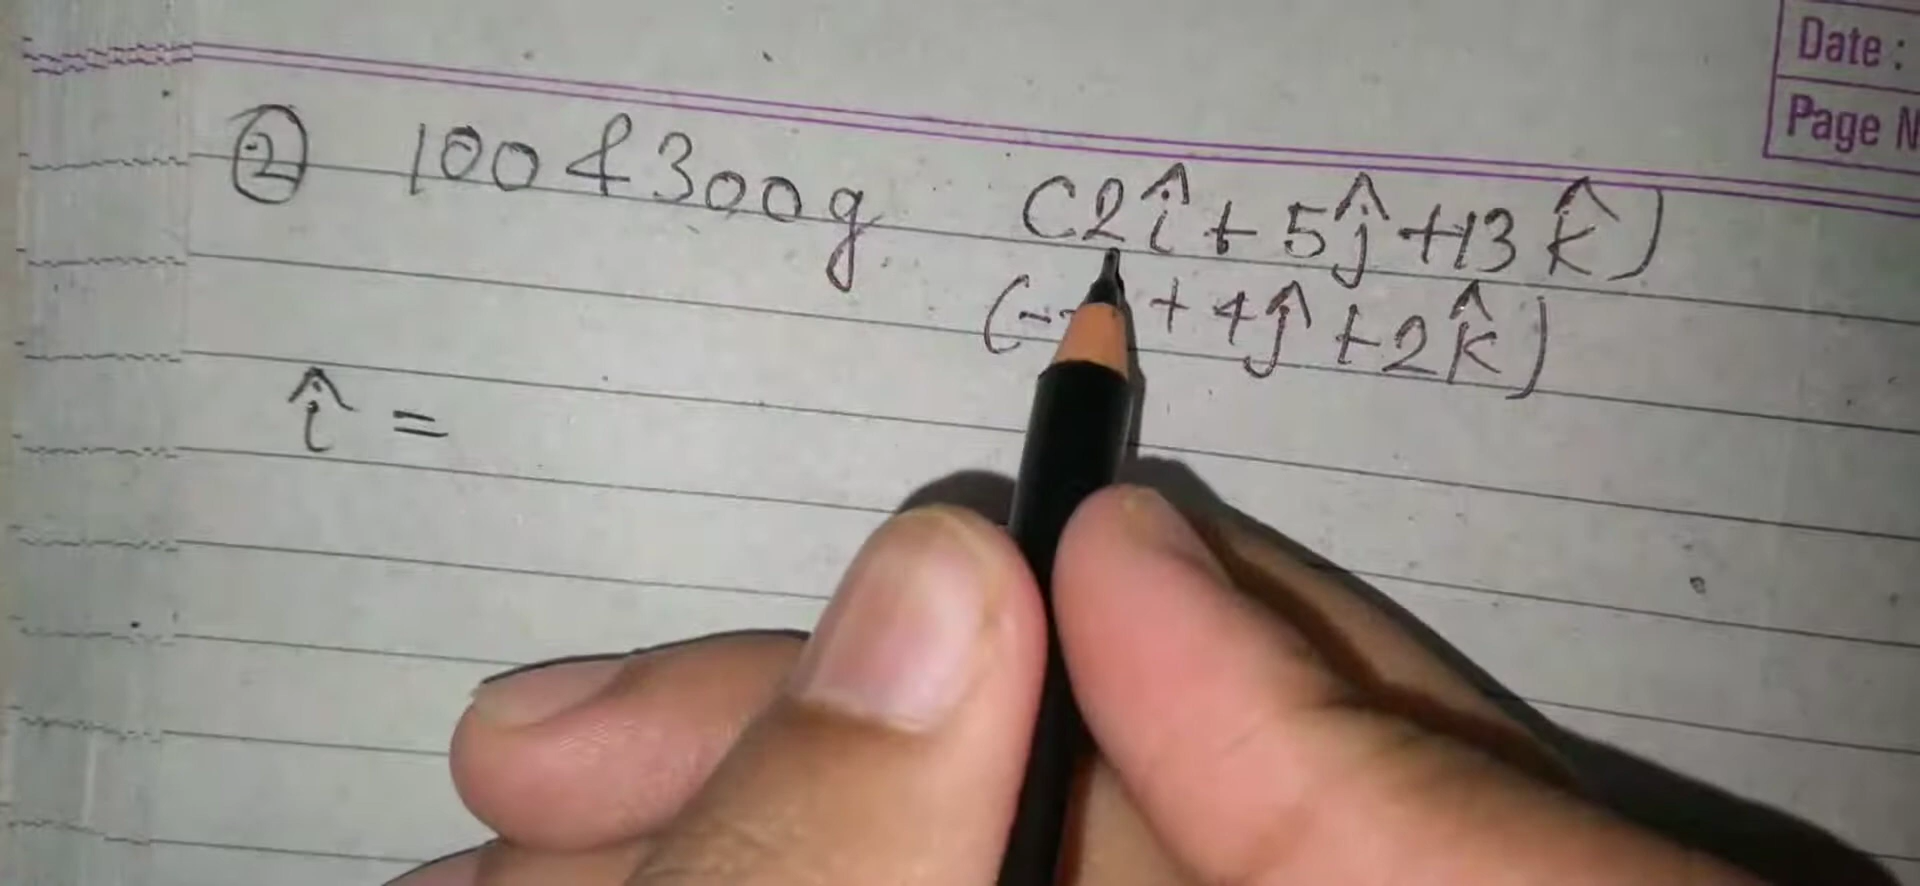 Date :
Page N
② 100 & 300g (2î + 5ĵ + 13k̂)
(- + 4ĵ + 2k̂)
î =